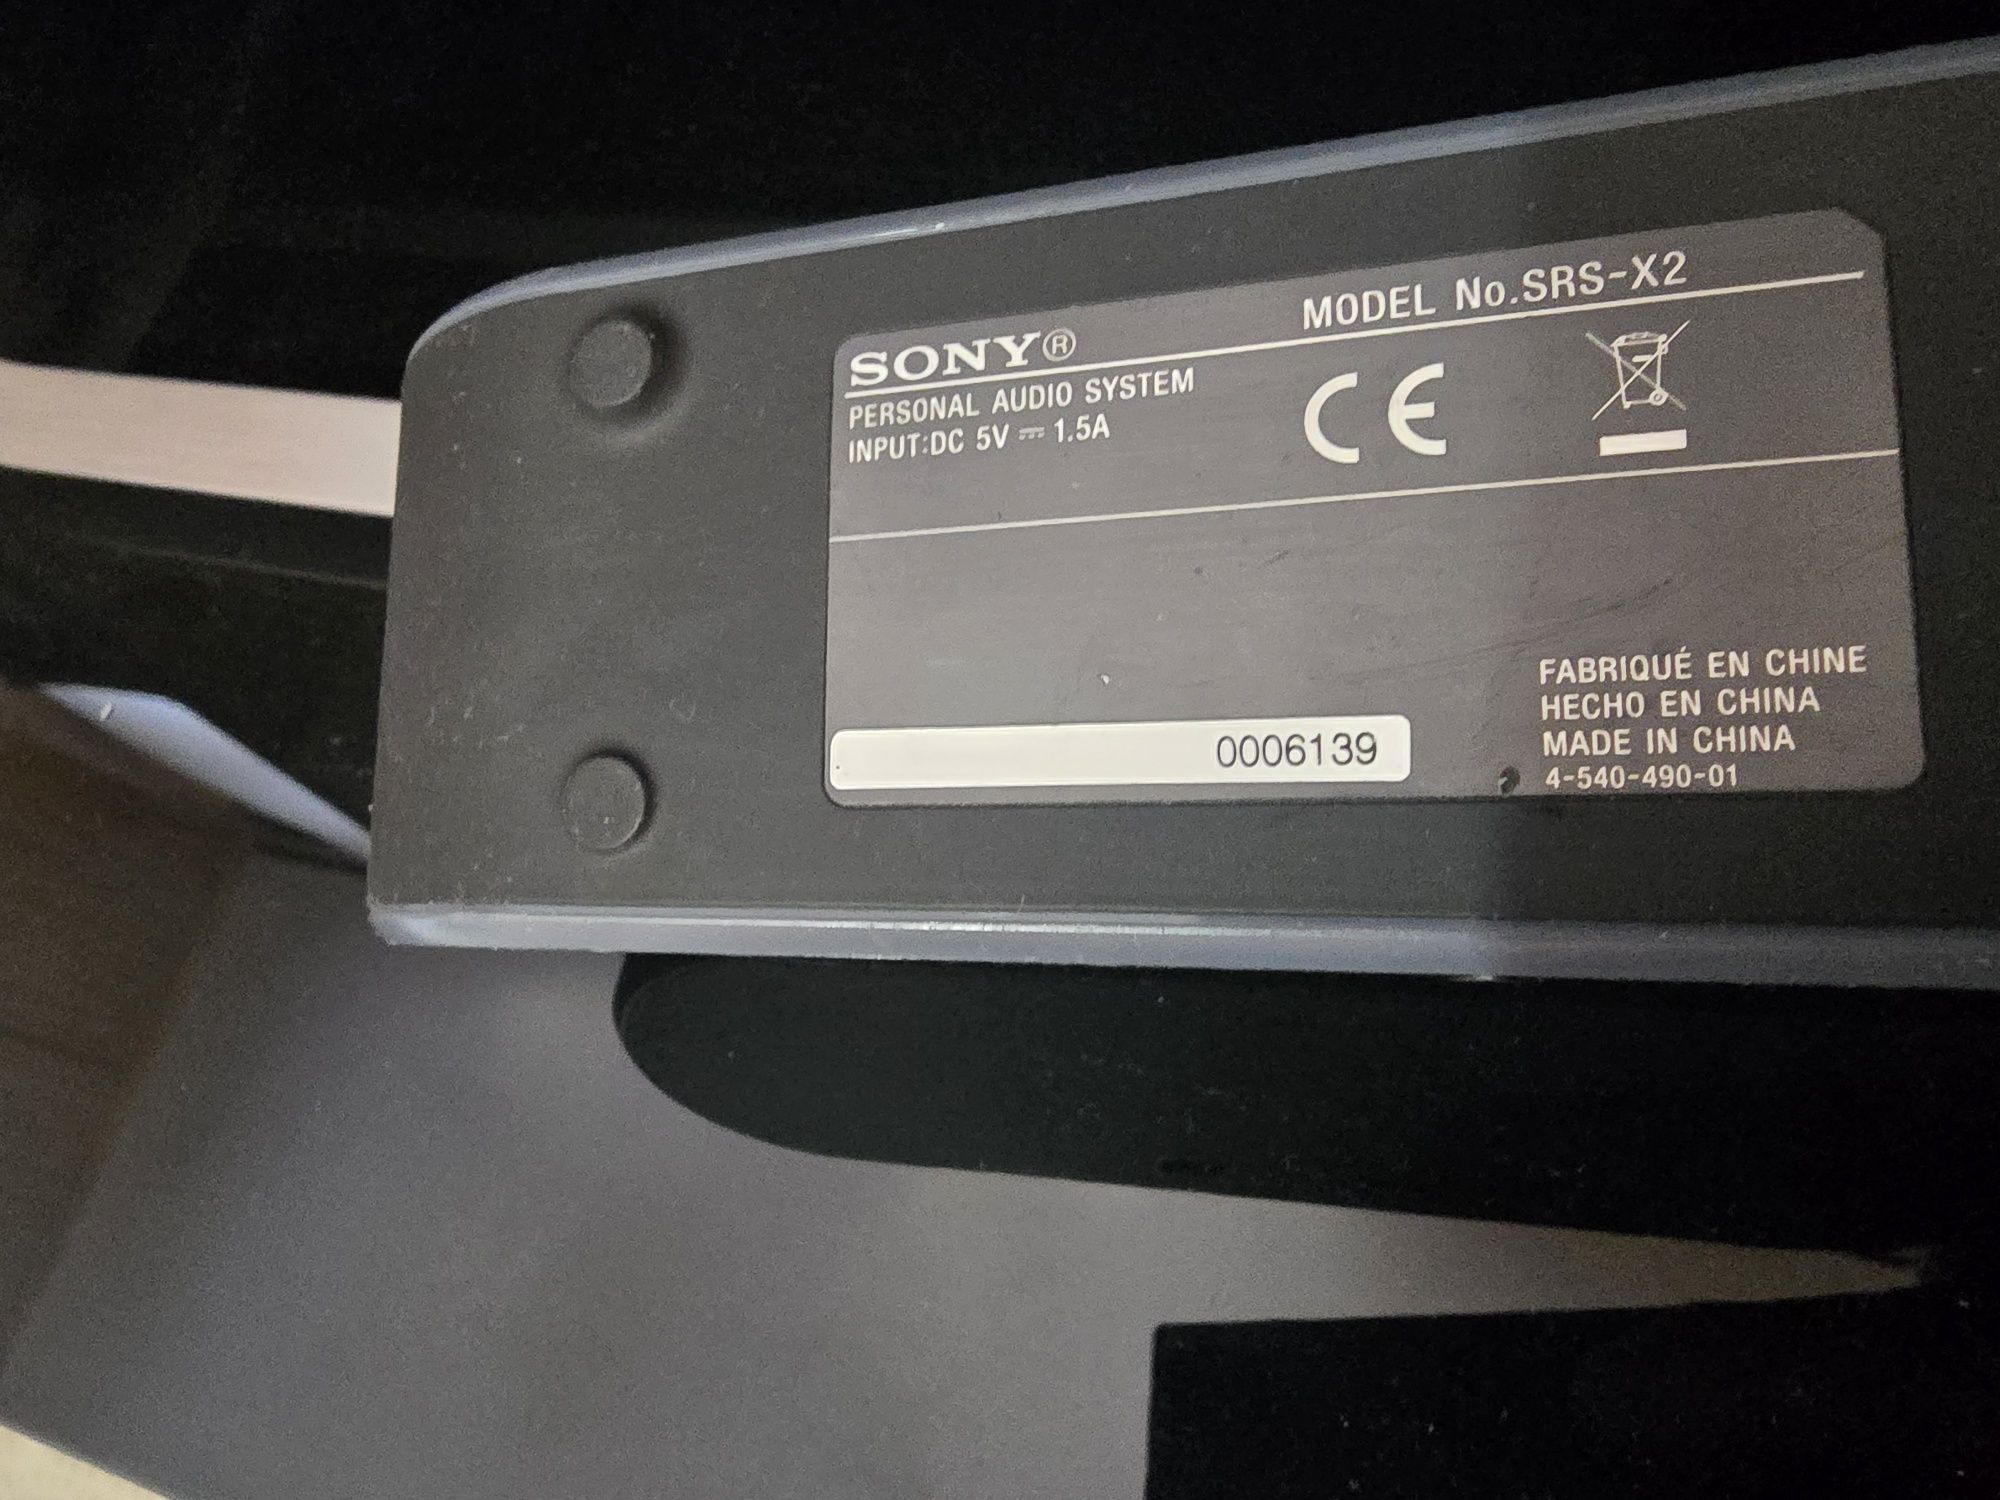 SONY®
MODEL No.SRS-X2
PERSONAL AUDIO SYSTEM
INPUT:DC 5V ⎓ 1.5A
CE
FABRIQUÉ EN CHINE
HECHO EN CHINA
MADE IN CHINA
4-540-490-01
0006139